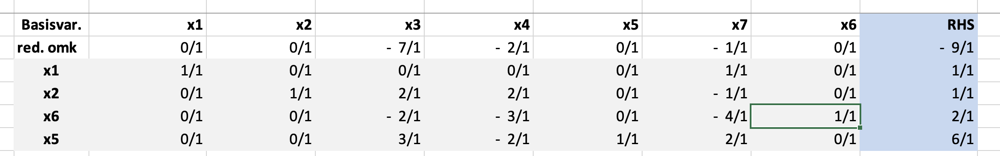 Basisvar. x1 x2 x3 x4 x5 x7 x6 RHS
red. omk 0/1 0/1 - 7/1 - 2/1 0/1 - 1/1 0/1 - 9/1
x1 1/1 0/1 0/1 0/1 0/1 1/1 0/1 1/1
x2 0/1 1/1 2/1 2/1 0/1 - 1/1 0/1 1/1
x6 0/1 0/1 - 2/1 - 3/1 0/1 - 4/1 1/1 2/1
x5 0/1 0/1 3/1 - 2/1 1/1 2/1 0/1 6/1